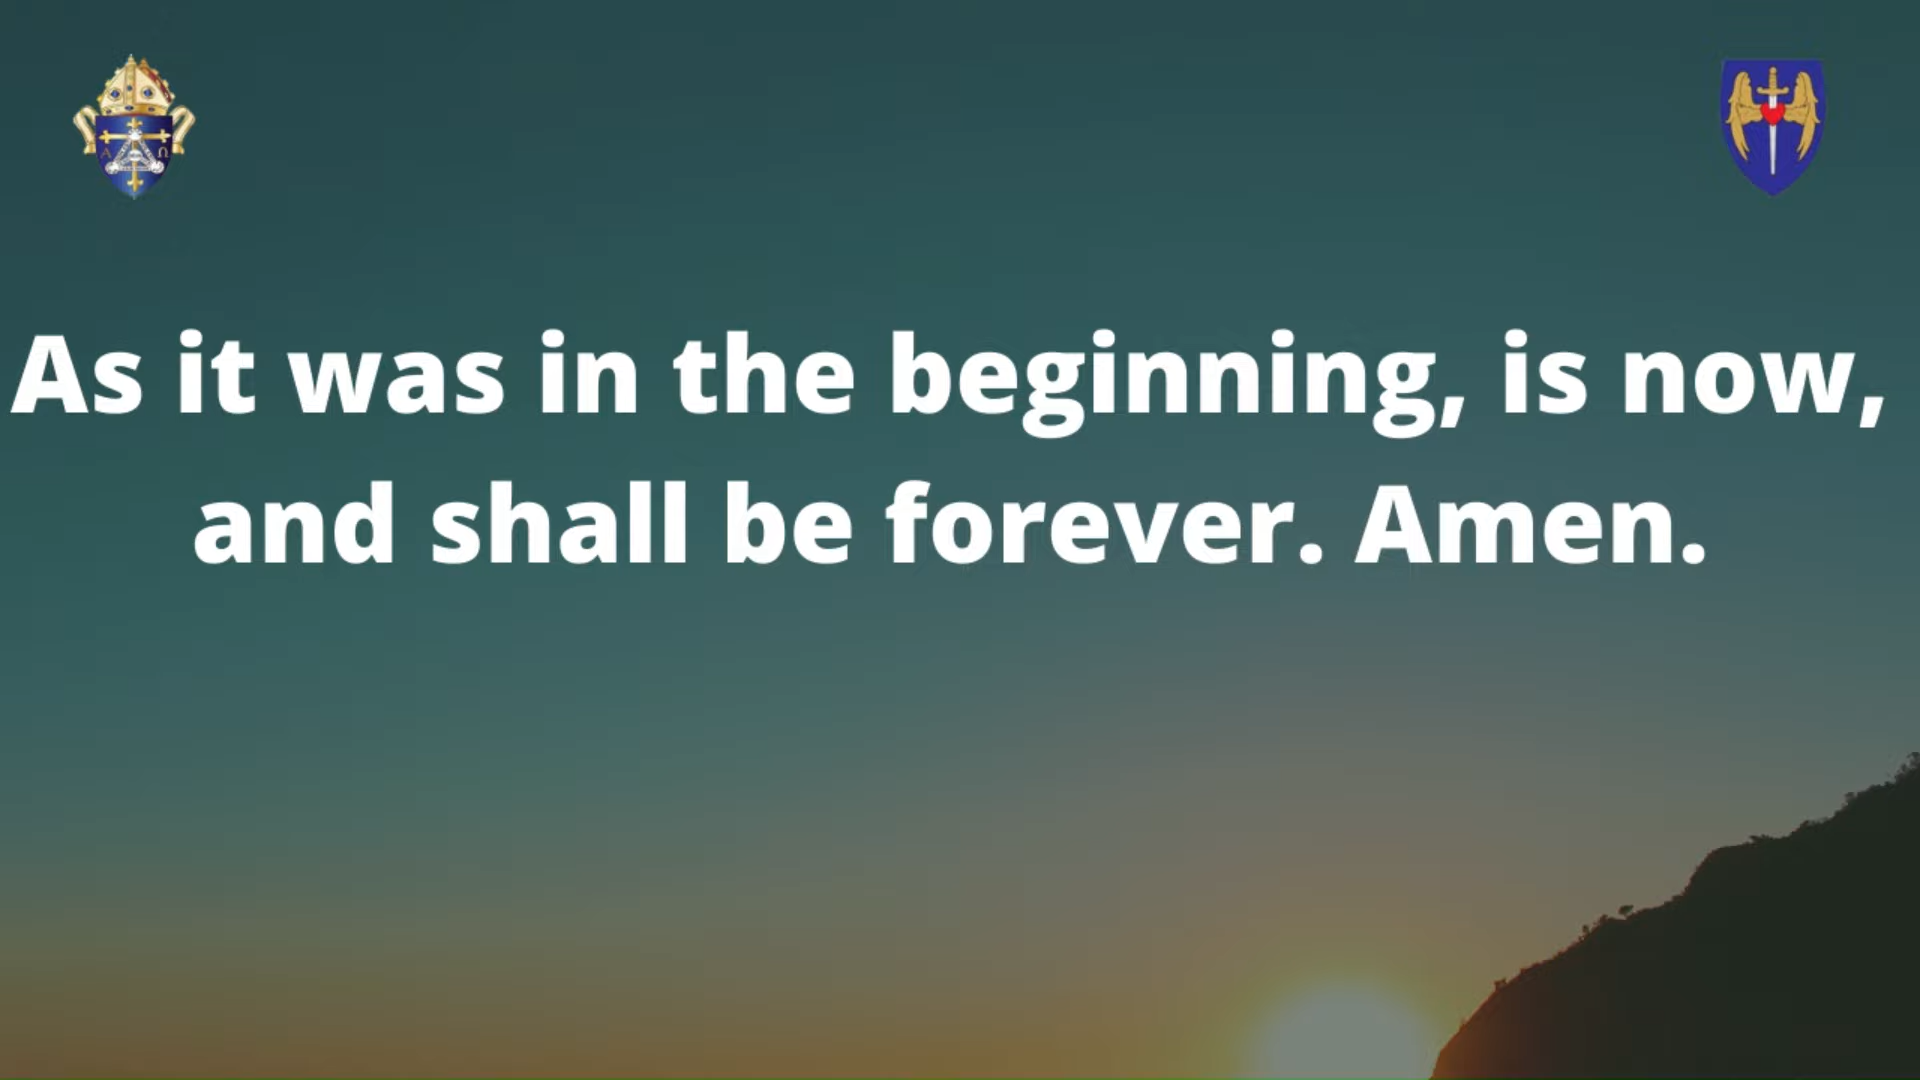 As it was in the beginning, is now,
and shall be forever. Amen.
A Ω